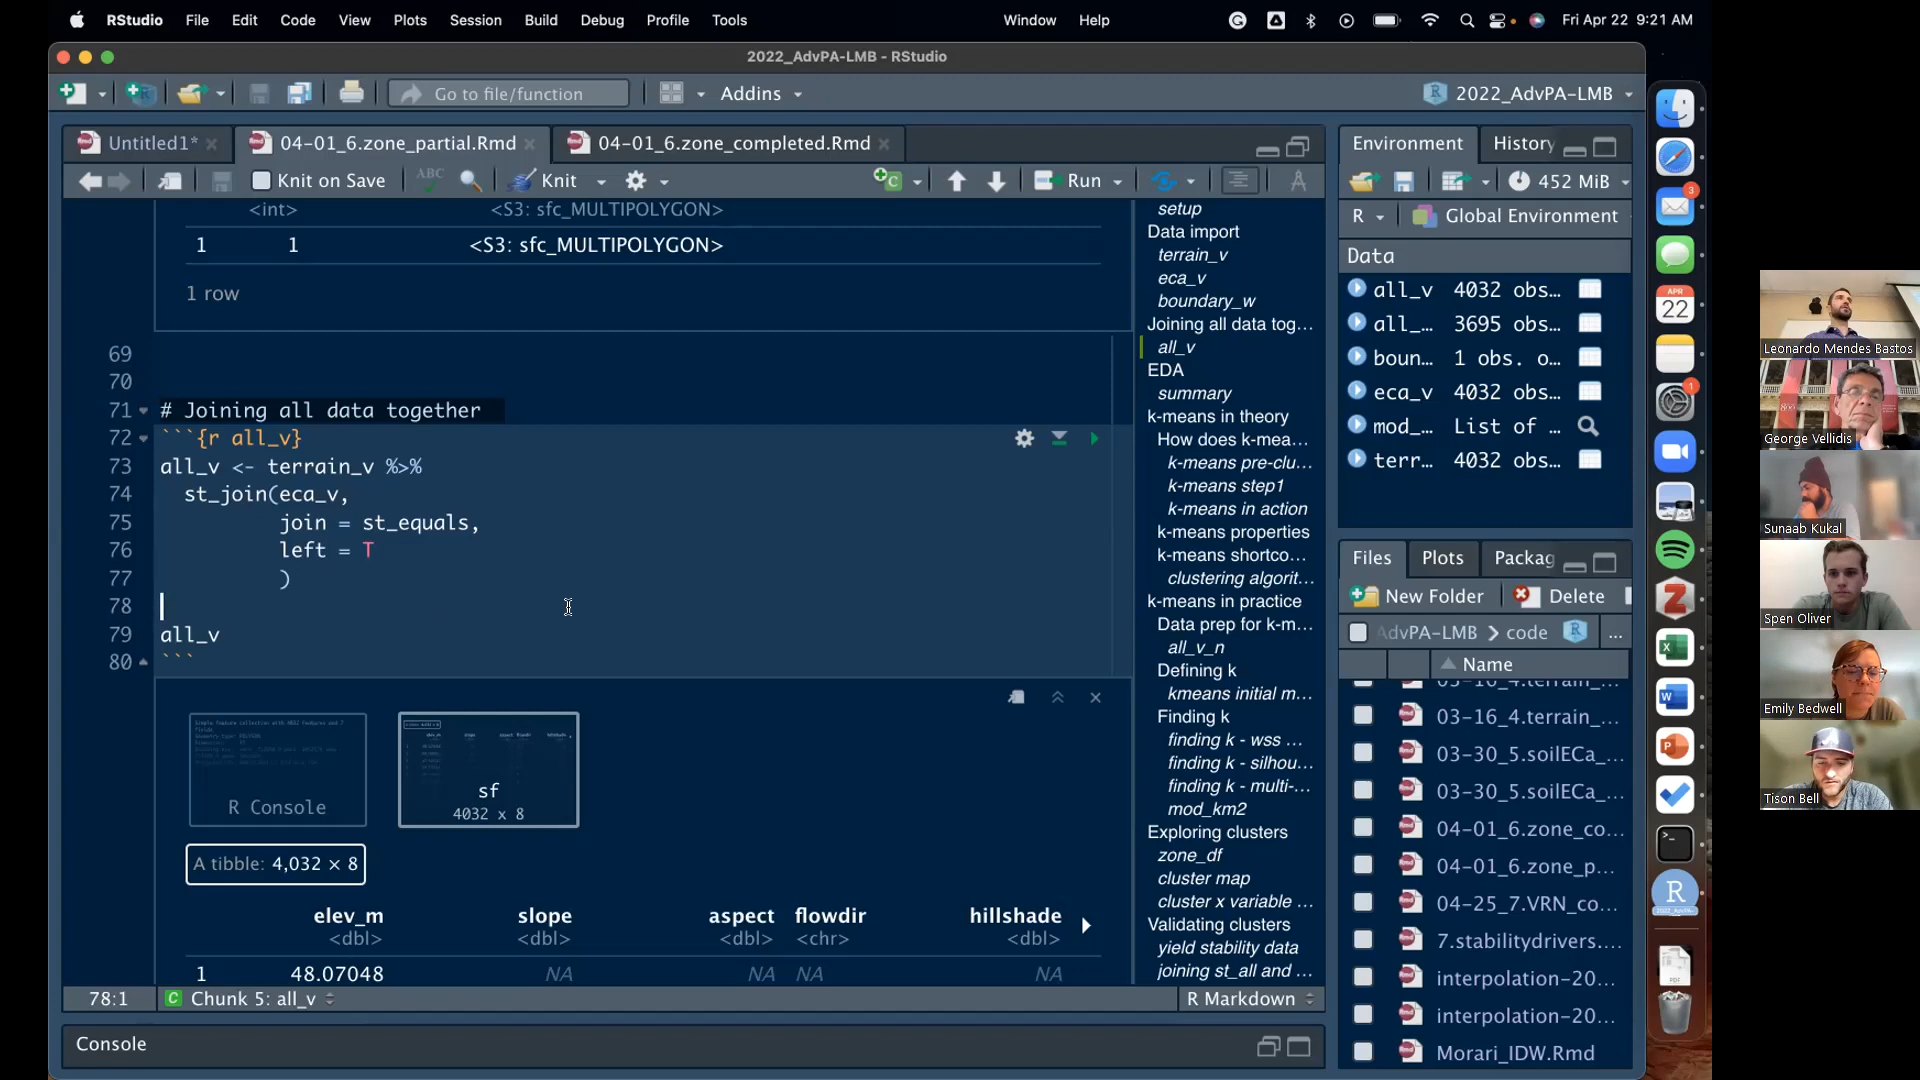 RStudio File Edit Code View Plots Session Build Debug Profile Tools Window Help Fri Apr 22 9:21 AM
2022_AdvPA-LMB - RStudio
Go to file/function Addins 2022_AdvPA-LMB
Untitled1* 04-01_6.zone_partial.Rmd 04-01_6.zone_completed.Rmd
Knit on Save ABC Knit Run
<int> <S3: sfc_MULTIPOLYGON>
1 1 <S3: sfc_MULTIPOLYGON>
1 row
69
70
71 # Joining all data together
72 ```{r all_v}
73 all_v <- terrain_v %>%
74 st_join(eca_v,
75 join = st_equals,
76 left = T
77 )
78
79 all_v
80 ```
R Console
sf
4032 x 8
A tibble: 4,032 × 8
elev_m slope aspect flowdir hillshade
<dbl> <dbl> <dbl> <chr> <dbl>
1 48.07048 NA NA NA NA
78:1 Chunk 5: all_v R Markdown
Console
setup
Data import
terrain_v
eca_v
boundary_w
Joining all data tog...
all_v
EDA
summary
k-means in theory
How does k-mea...
k-means pre-clu...
k-means step1
k-means in action
k-means properties
k-means shortco...
clustering algorit...
k-means in practice
Data prep for k-m...
all_v_n
Defining k
kmeans initial m...
Finding k
finding k - wss ...
finding k - silhou...
finding k - multi-...
mod_km2
Exploring clusters
zone_df
cluster map
cluster x variable ...
Validating clusters
yield stability data
joining st_all and ...
Environment History
452 MiB
R Global Environment
Data
all_v 4032 obs...
all_... 3695 obs...
boun... 1 obs. o...
eca_v 4032 obs...
mod_... List of ...
terr... 4032 obs...
Files Plots Packag
New Folder Delete
AdvPA-LMB code ...
Name
03-16_4.terrain_...
03-16_4.terrain_...
03-30_5.soilECa_...
03-30_5.soilECa_...
04-01_6.zone_co...
04-01_6.zone_p...
04-25_7.VRN_co...
7.stabilitydrivers....
interpolation-20...
interpolation-20...
Morari_IDW.Rmd
3
APR
22
1
PDF
Leonardo Mendes Bastos
George Vellidis
Sunaab Kukal
Spen Oliver
Emily Bedwell
Tison Bell